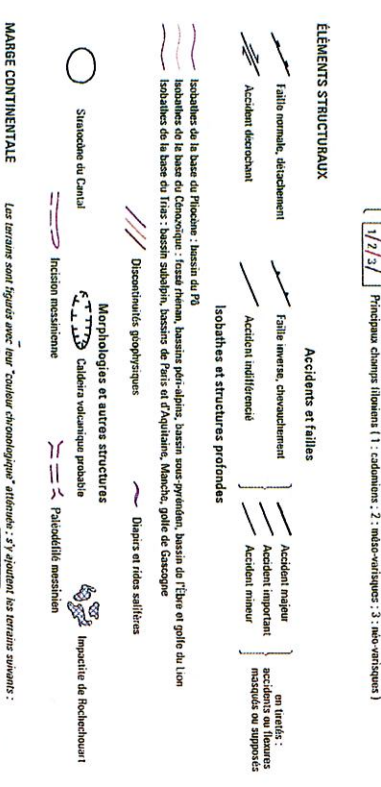 1/2/3/ Principaux champs filoniens ( 1 : cadomiens ; 2 : méso-varisques ; 3 : néo-varisques )
ÉLÉMENTS STRUCTURAUX
Accidents et failles
Faille normale, détachement
Faille inverse, chevauchement
Accident majeur
Accident important
Accident mineur
en tiretés :
accidents ou flexures
masqués ou supposés
Accident décrochant
Accident indifférencié
Isobathes et structures profondes
Isobathes de la base du Pliocène : bassin du Pô
Isobathes de la base du Cénozoïque : fossé rhénan, bassins péri-alpins, bassin sous-pyrénéen, bassin de l'Èbre et golfe du Lion
Isobathes de la base du Trias : bassin subalpin, bassins de Paris et d'Aquitaine, Manche, golfe de Gascogne
Discontinuités géophysiques
Diapirs et rides salifères
Morphologies et autres structures
Stratocône du Cantal
Caldeira volcanique probable
Impactite de Rochechouart
Incision messinienne
Paléodéfilé messinien
MARGE CONTINENTALE
Les terrains sont figurés avec leur "couleur chronologique" atténuée ; s'y ajoutent les terrains suivants :